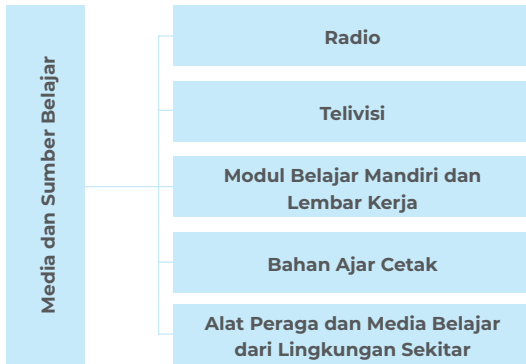 Media dan Sumber Belajar
Radio
Telivisi
Modul Belajar Mandiri dan
Lembar Kerja
Bahan Ajar Cetak
Alat Peraga dan Media Belajar
dari Lingkungan Sekitar